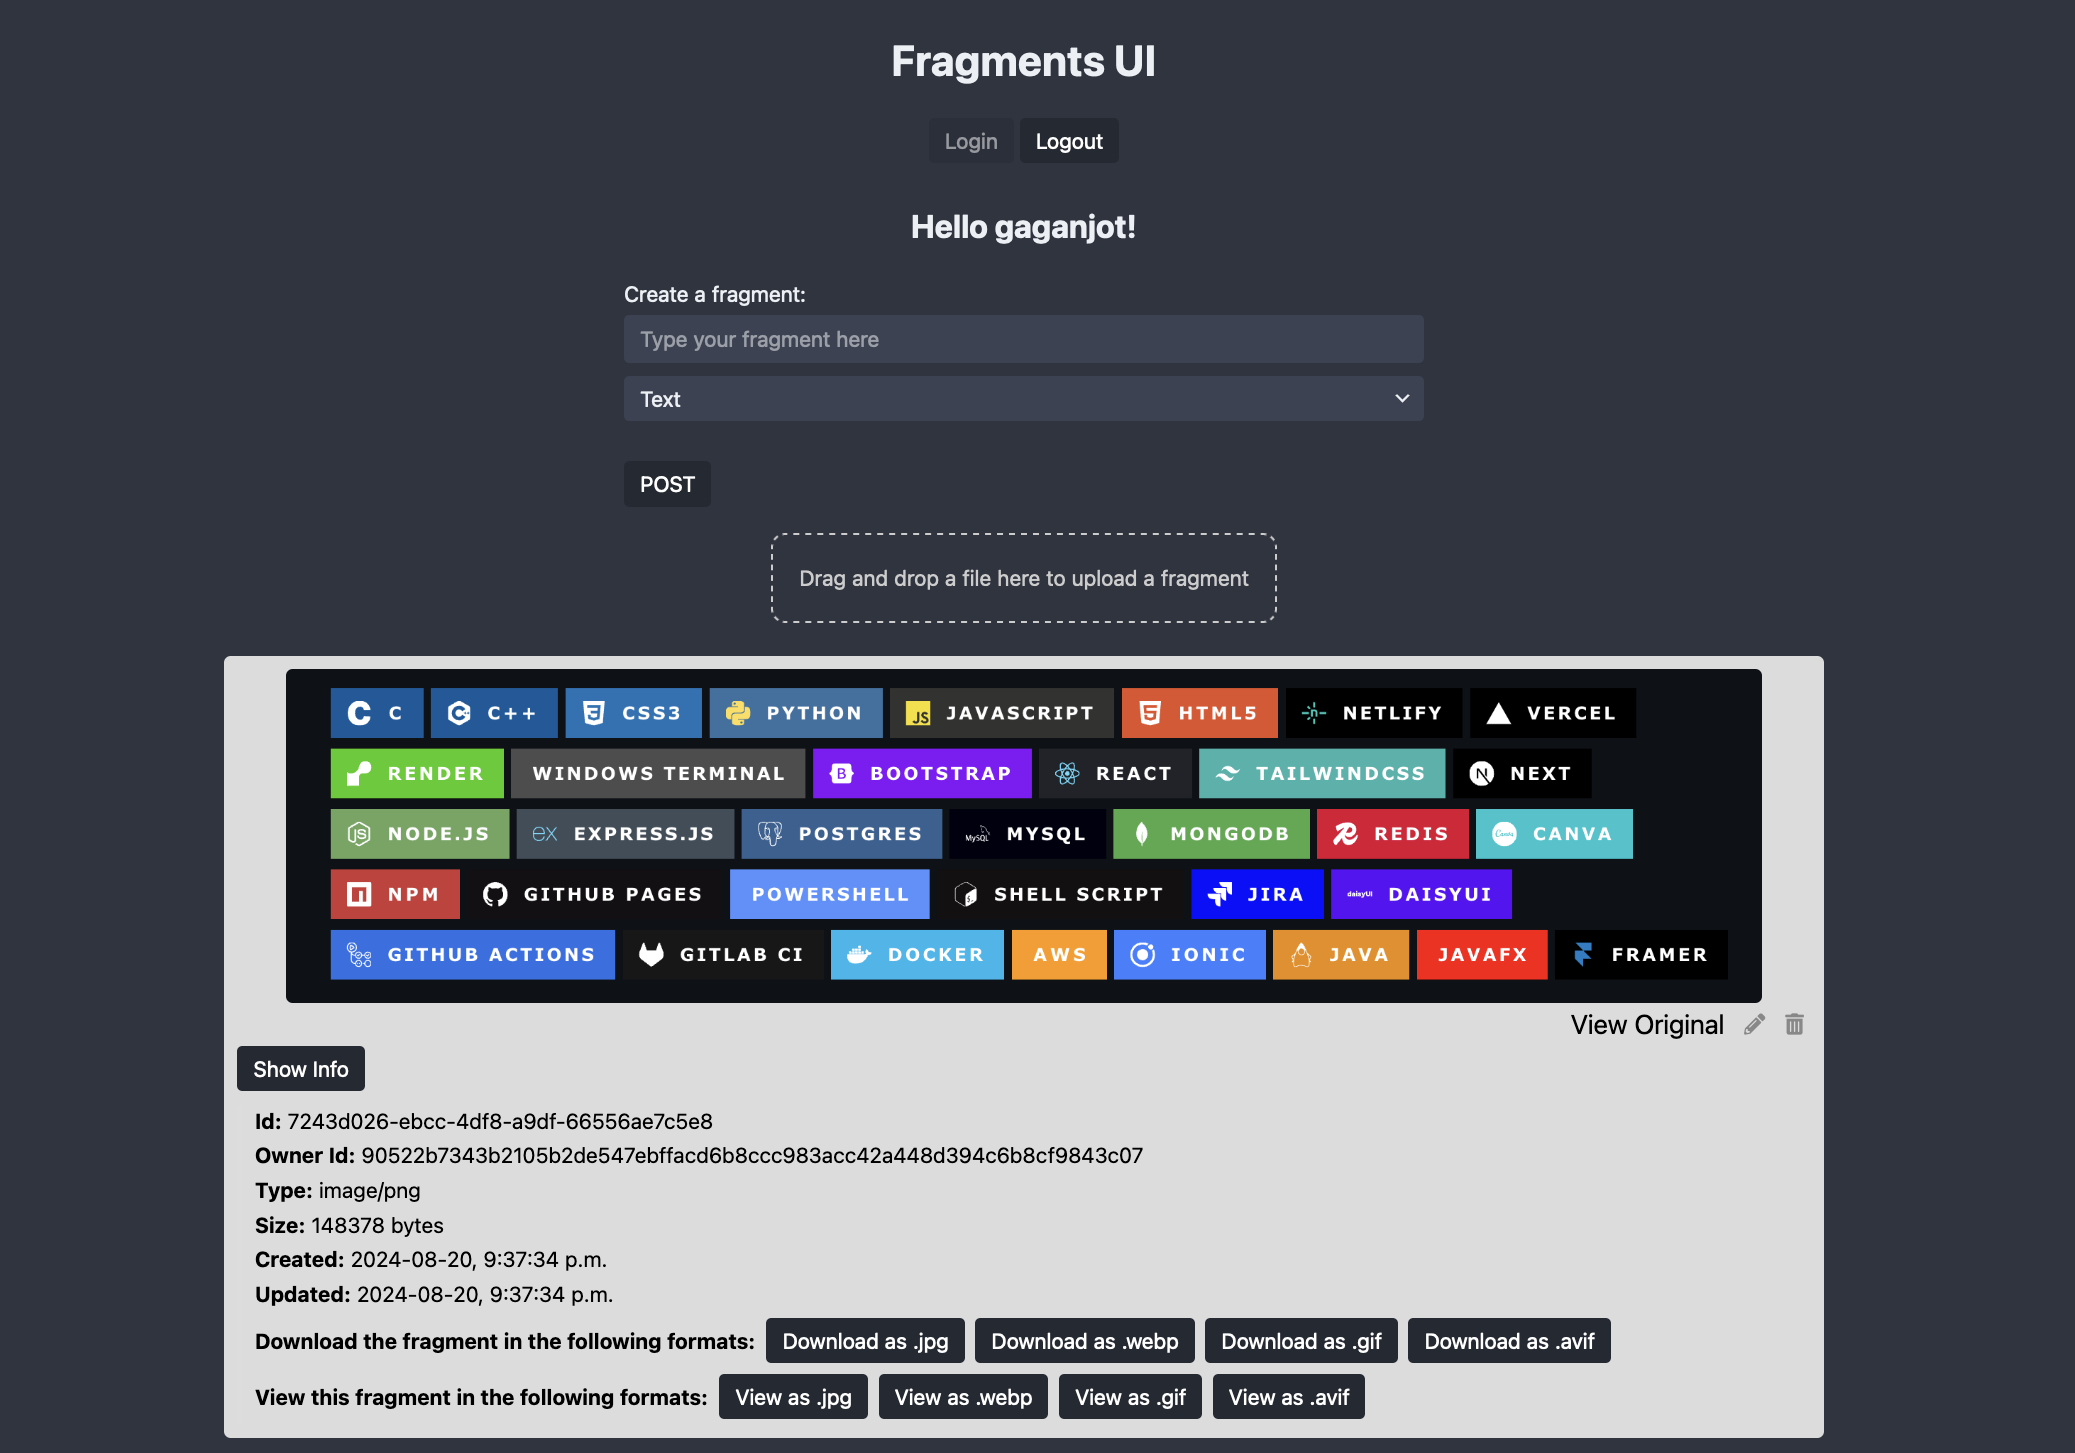 Fragments UI
Login Logout
Hello gaganjot!
Create a fragment:
Type your fragment here
Text
POST
Drag and drop a file here to upload a fragment
C C++ CSS3 PYTHON JS JAVASCRIPT HTML5 NETLIFY VERCEL
RENDER WINDOWS TERMINAL B BOOTSTRAP REACT TAILWINDCSS N NEXT
JS NODE.JS ex EXPRESS.JS POSTGRES MySQL MYSQL MONGODB REDIS Canva CANVA
NPM GITHUB PAGES POWERSHELL SHELL SCRIPT JIRA daisyUI DAISYUI
GITHUB ACTIONS GITLAB CI DOCKER AWS IONIC JAVA JAVAFX FRAMER
View Original
Show Info
Id: 7243d026-ebcc-4df8-a9df-66556ae7c5e8
Owner Id: 90522b7343b2105b2de547ebffacd6b8ccc983acc42a448d394c6b8cf9843c07
Type: image/png
Size: 148378 bytes
Created: 2024-08-20, 9:37:34 p.m.
Updated: 2024-08-20, 9:37:34 p.m.
Download the fragment in the following formats: Download as .jpg Download as .webp Download as .gif Download as .avif
View this fragment in the following formats: View as .jpg View as .webp View as .gif View as .avif